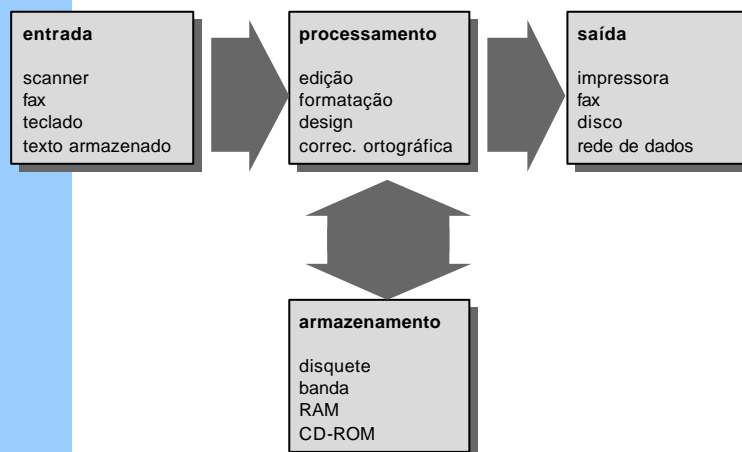 entrada
scanner
fax
teclado
texto armazenado
processamento
edição
formatação
design
correc. ortográfica
saída
impressora
fax
disco
rede de dados
armazenamento
disquete
banda
RAM
CD-ROM